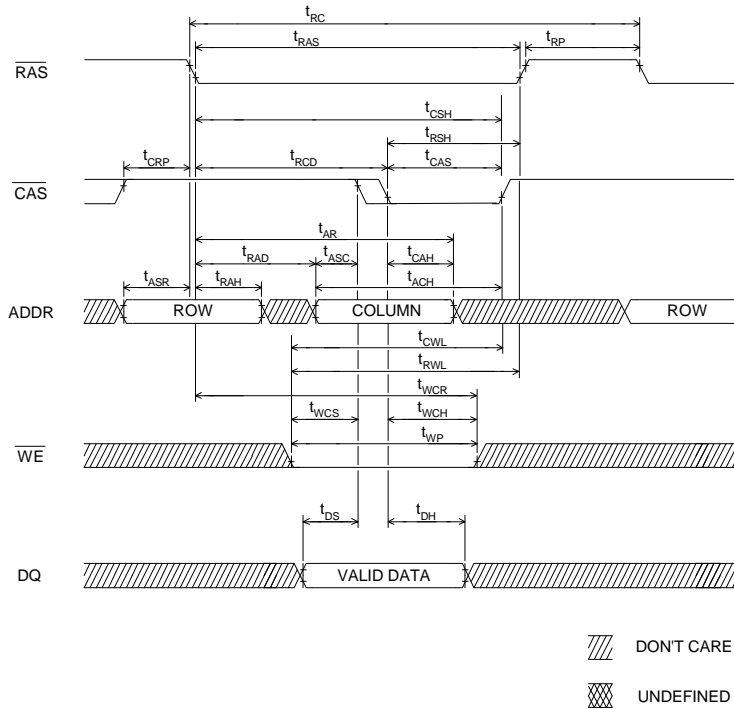 tRC
tRAS tRP
RAS
tCSH
tRSH
tCRP tRCD tCAS
CAS
tAR
tRAD tASC tCAH
tASR tRAH tACH
ADDR ROW COLUMN ROW
tCWL
tRWL
tWCR
tWCS tWCH
tWP
WE
tDS tDH
DQ VALID DATA
DON'T CARE
UNDEFINED